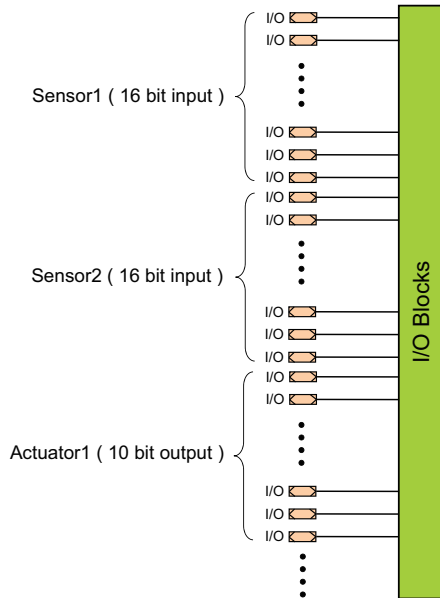 I/O
I/O
Sensor1 ( 16 bit input )
I/O
I/O
I/O
I/O
I/O
Sensor2 ( 16 bit input )
I/O
I/O
I/O
I/O
I/O
Actuator1 ( 10 bit output )
I/O
I/O
I/O
I/O Blocks